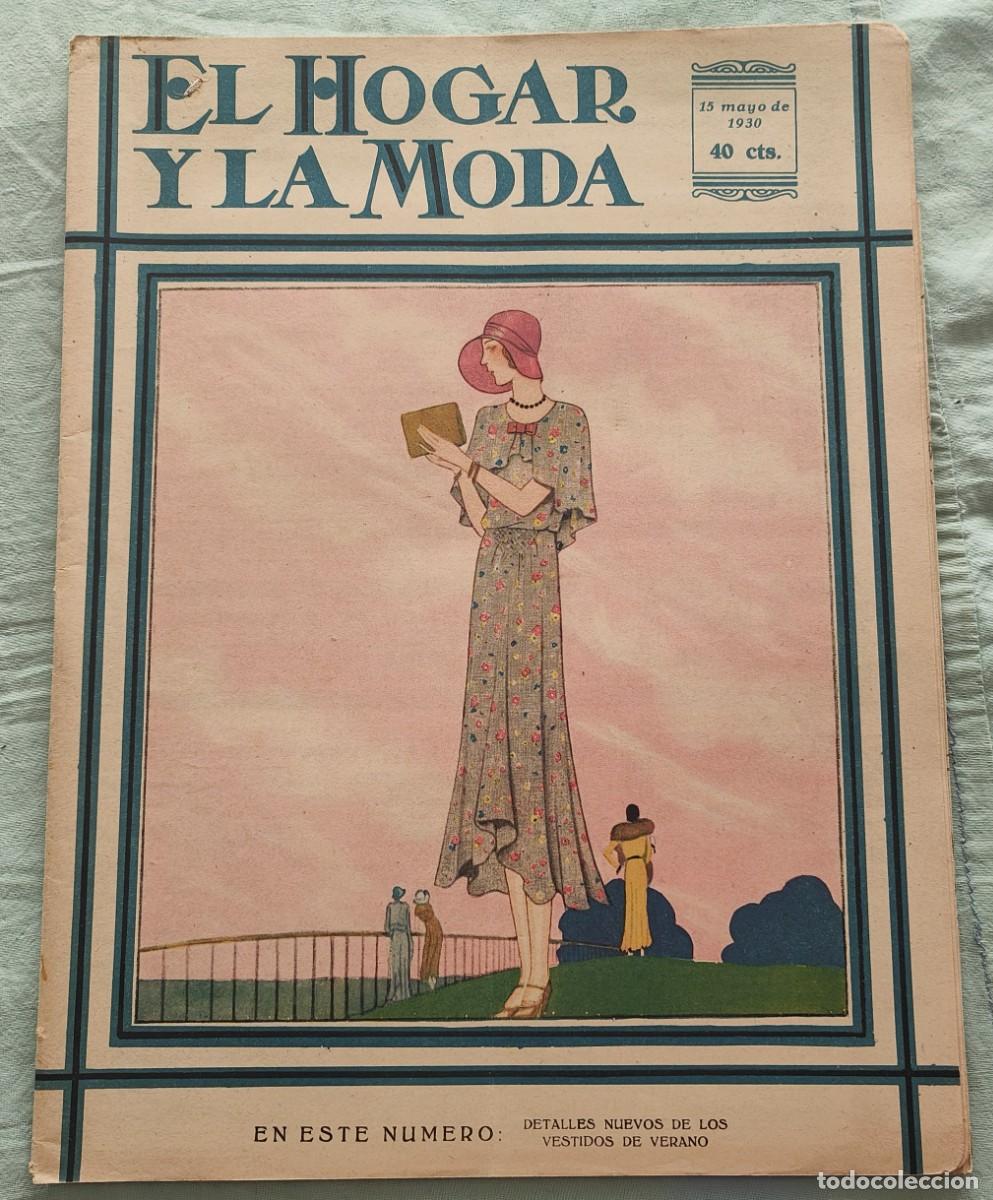 EL HOGAR
Y LA MODA
15 mayo de
1930
40 cts.
EN ESTE NUMERO:
DETALLES NUEVOS DE LOS
VESTIDOS DE VERANO
todocoleccion